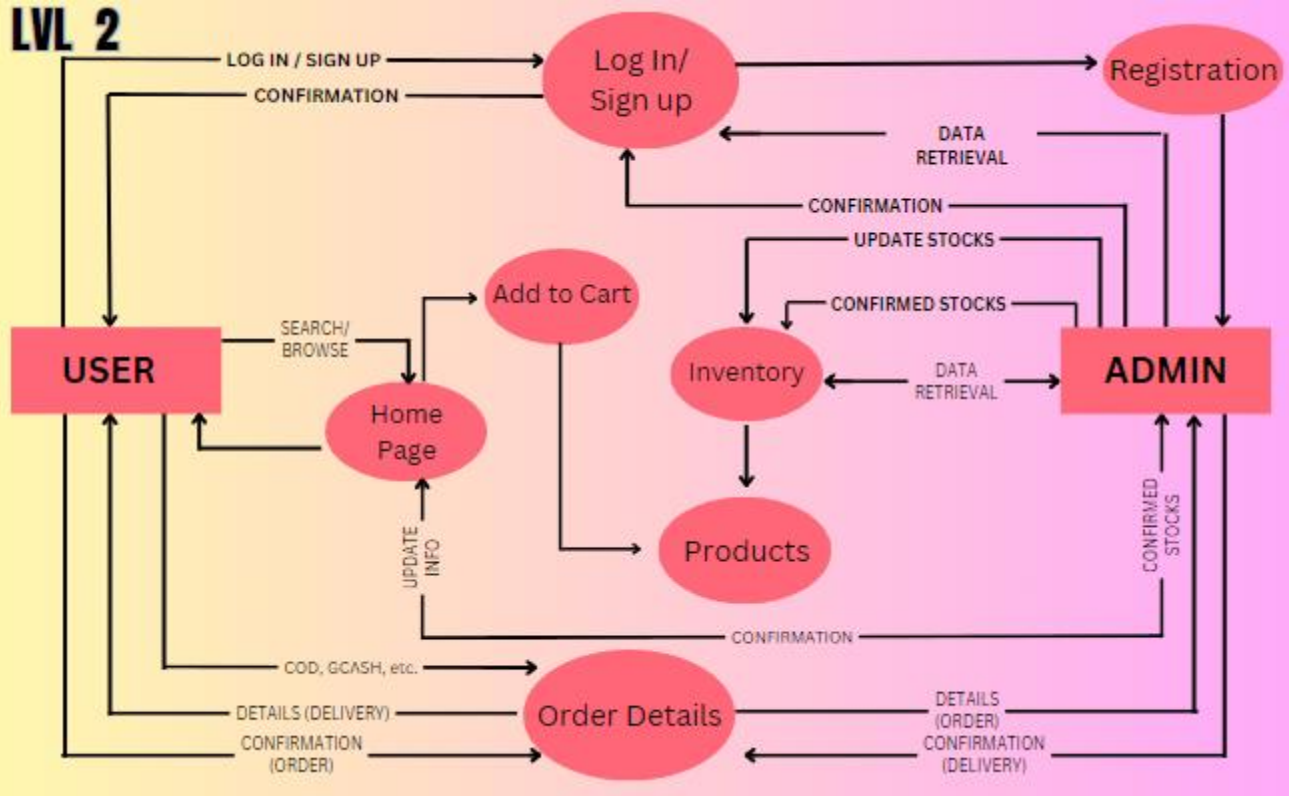 LVL 2
LOG IN / SIGN UP
Log In/
Sign up
Registration
CONFIRMATION
DATA
RETRIEVAL
CONFIRMATION
UPDATE STOCKS
Add to Cart
CONFIRMED STOCKS
SEARCH/
BROWSE
USER
Inventory
DATA
RETRIEVAL
ADMIN
Home
Page
UPDATE
INFO
Products
CONFIRMED
STOCKS
CONFIRMATION
COD, GCASH, etc.
DETAILS (DELIVERY)
Order Details
DETAILS
(ORDER)
CONFIRMATION
(ORDER)
CONFIRMATION
(DELIVERY)